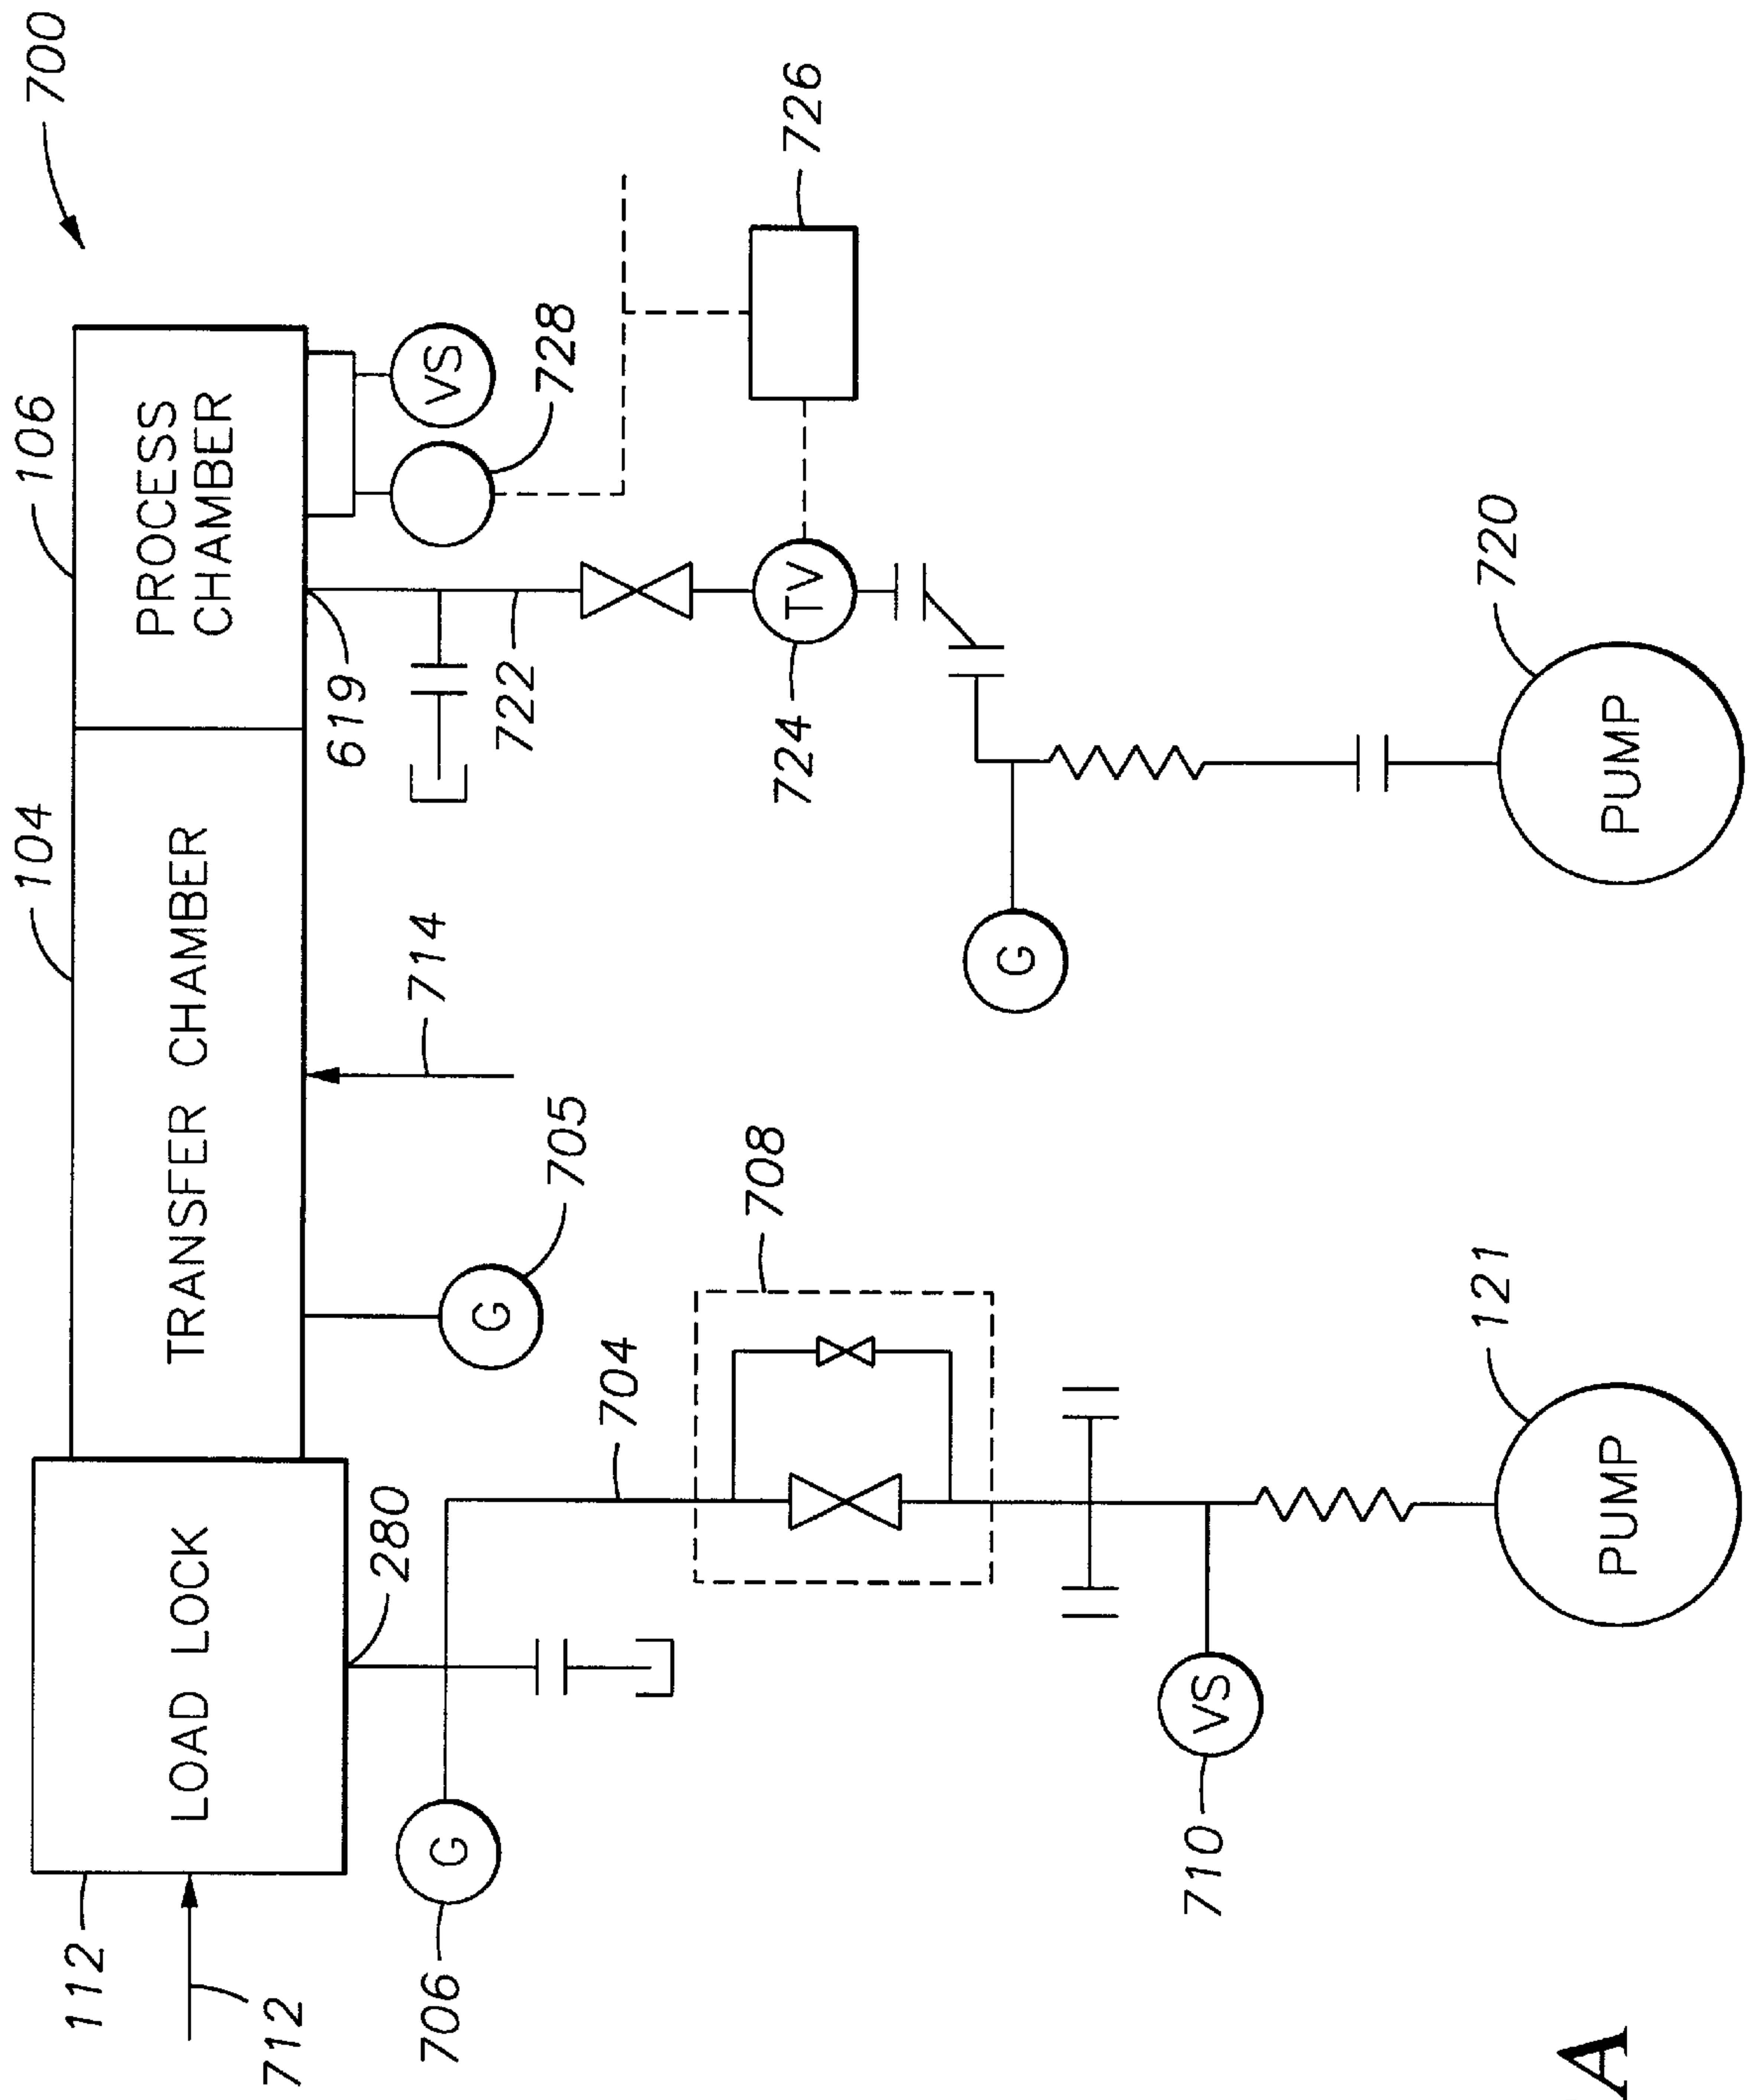 700
112
104
106
LOAD LOCK
TRANSFER CHAMBER
PROCESS
CHAMBER
712
280
714
619
706
G
704
G
705
722
728
VS
708
724
TV
726
710
VS
G
PUMP
121
PUMP
720
A